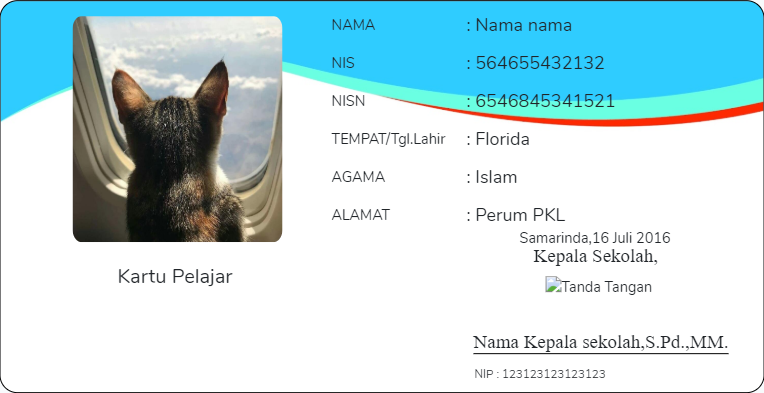 NAMA : Nama nama
NIS : 564655432132
NISN : 6546845341521
TEMPAT/Tgl.Lahir : Florida
AGAMA : Islam
ALAMAT : Perum PKL
Samarinda,16 Juli 2016
Kepala Sekolah,
Kartu Pelajar
Tanda Tangan
Nama Kepala sekolah,S.Pd.,MM.
NIP : 123123123123123